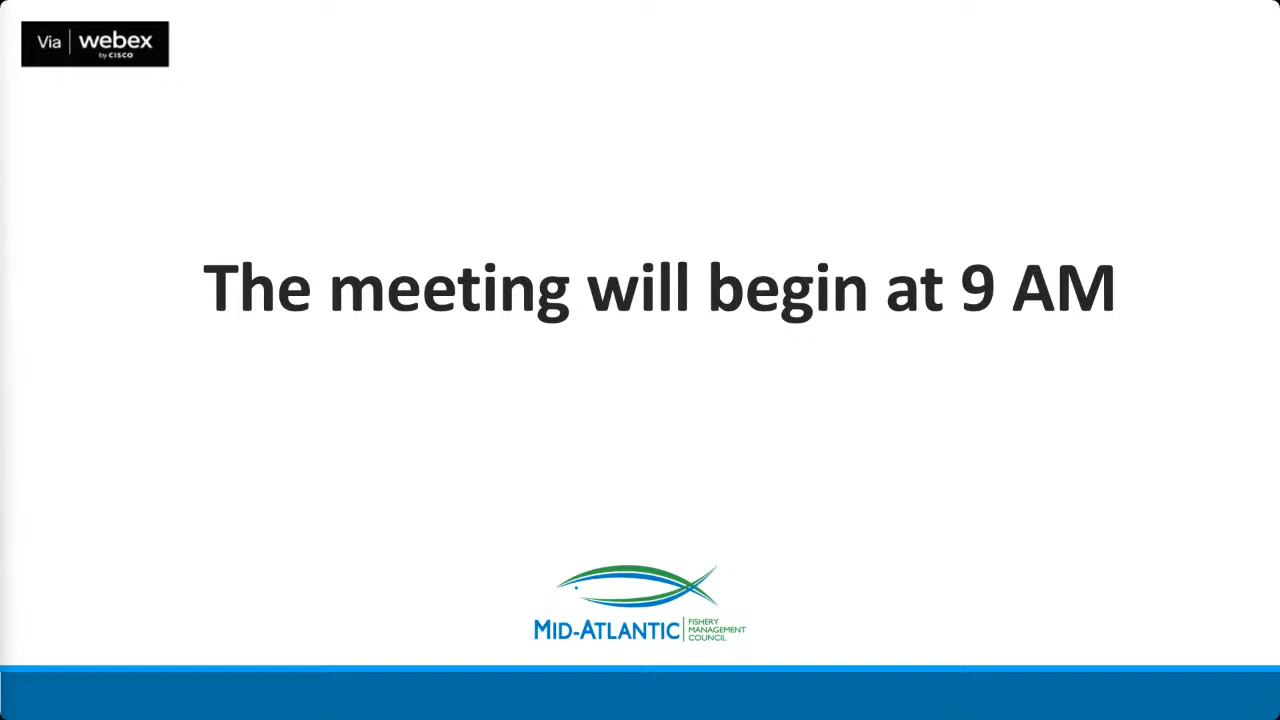 Via webex
by CISCO
The meeting will begin at 9 AM
MID-ATLANTIC FISHERY
MANAGEMENT
COUNCIL